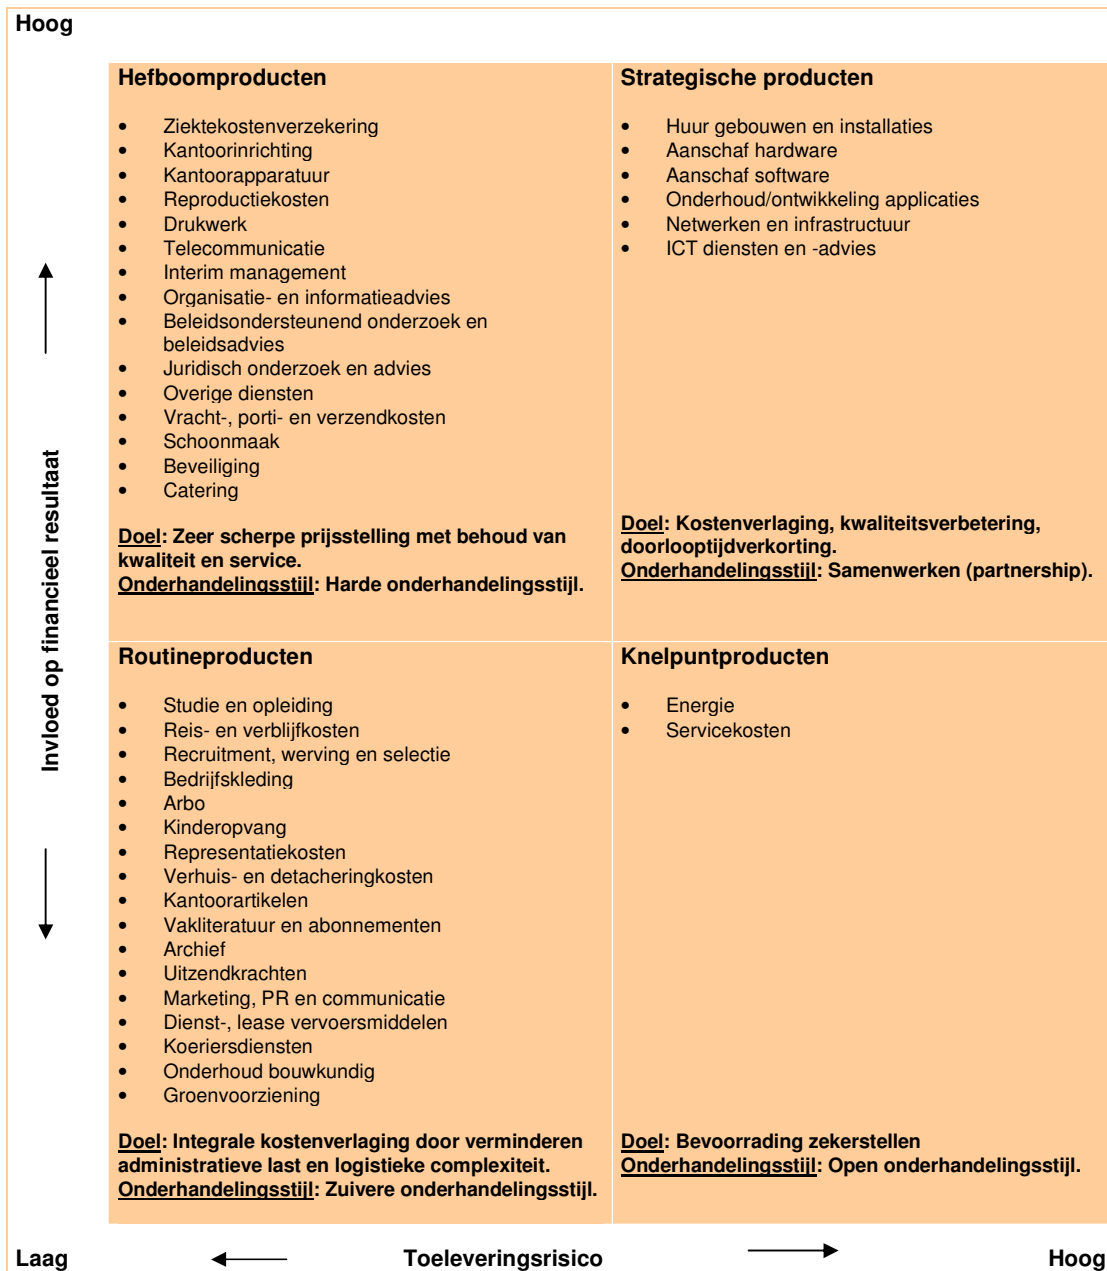 Hoog
Hefboomproducten
• Ziektekostenverzekering
• Kantoorinrichting
• Kantoorapparatuur
• Reproductiekosten
• Drukwerk
• Telecommunicatie
• Interim management
• Organisatie- en informatieadvies
• Beleidsondersteunend onderzoek en
beleidsadvies
• Juridisch onderzoek en advies
• Overige diensten
• Vracht-, porti- en verzendkosten
• Schoonmaak
• Beveiliging
• Catering
Doel: Zeer scherpe prijsstelling met behoud van
kwaliteit en service.
Onderhandelingsstijl: Harde onderhandelingsstijl.
Strategische producten
• Huur gebouwen en installaties
• Aanschaf hardware
• Aanschaf software
• Onderhoud/ontwikkeling applicaties
• Netwerken en infrastructuur
• ICT diensten en -advies
Doel: Kostenverlaging, kwaliteitsverbetering,
doorlooptijdverkorting.
Onderhandelingsstijl: Samenwerken (partnership).
Invloed op financieel resultaat
Routineproducten
• Studie en opleiding
• Reis- en verblijfkosten
• Recruitment, werving en selectie
• Bedrijfskleding
• Arbo
• Kinderopvang
• Representatiekosten
• Verhuis- en detacheringkosten
• Kantoorartikelen
• Vakliteratuur en abonnementen
• Archief
• Uitzendkrachten
• Marketing, PR en communicatie
• Dienst-, lease vervoersmiddelen
• Koeriersdiensten
• Onderhoud bouwkundig
• Groenvoorziening
Doel: Integrale kostenverlaging door verminderen
administratieve last en logistieke complexiteit.
Onderhandelingsstijl: Zuivere onderhandelingsstijl.
Knelpuntproducten
• Energie
• Servicekosten
Doel: Bevoorrading zekerstellen
Onderhandelingsstijl: Open onderhandelingsstijl.
Laag
Toeleveringsrisico
Hoog